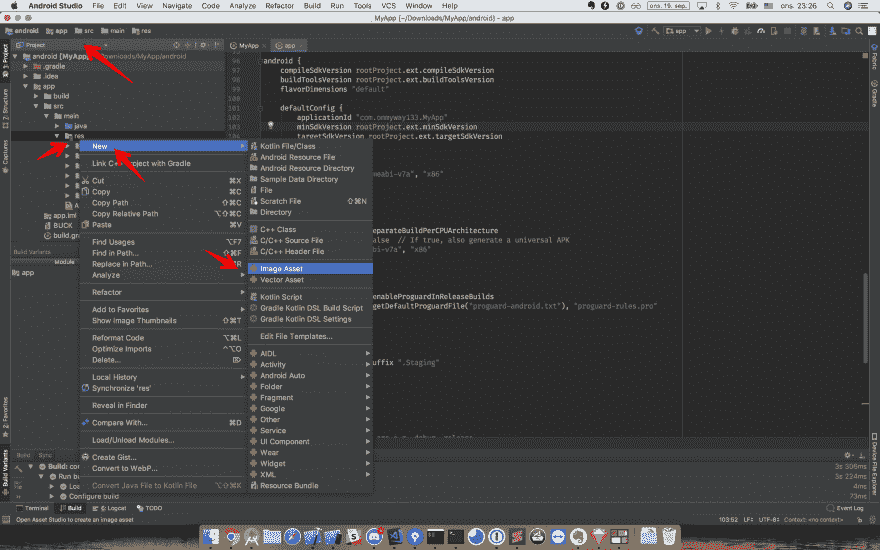 Android Studio File Edit View Navigate Code Analyze Refactor Build Run Tools VCS Window Help
ons. 19. sep. ons. 23:26
MyApp [~/Downloads/MyApp/android] - app
android app src main res
app
Project
MyApp
app
android [MyApp] ~/Downloads/MyApp/android
.gradle
.idea
app
build
src
main
java
res
app.iml
BUCK
build.gra
Build Variants
Module
app
96 android {
compileSdkVersion rootProject.ext.compileSdkVersion
buildToolsVersion rootProject.ext.buildToolsVersion
flavorDimensions "default"
defaultConfig {
applicationId "com.onmyway133.MyApp"
minSdkVersion rootProject.ext.minSdkVersion
targetSdkVersion rootProject.ext.targetSdkVersion
eabi-v7a", "x86"
eparateBuildPerCPUArchitecture
alse // If true, also generate a universal APK
bi-v7a", "x86"
enableProguardInReleaseBuilds
getDefaultProguardFile("proguard-android.txt"), "proguard-rules.pro"
uffix ".Staging"
New
Link C++ Project with Gradle
Cut ⌘X
Copy ⌘C
Copy Path ⇧⌘C
Copy Relative Path ⌥⇧⌘C
Paste ⌘V
Find Usages ⌥F7
Find in Path... ⇧⌘F
Replace in Path... ⌘R
Analyze
Refactor
Add to Favorites
Show Image Thumbnails ⇧⌘T
Reformat Code ⌥⌘L
Optimize Imports ^⌥O
Delete...
Local History
Synchronize 'res'
Reveal in Finder
Compare With... ⌘D
Load/Unload Modules...
Create Gist...
Convert to WebP...
Convert Java File to Kotlin File ⌥⇧⌘K
Kotlin File/Class
Android Resource File
Android Resource Directory
Sample Data Directory
File
Scratch File ⇧⌘N
Directory
C++ Class
C/C++ Source File
C/C++ Header File
Image Asset
Vector Asset
Kotlin Script
Gradle Kotlin DSL Build Script
Gradle Kotlin DSL Settings
Edit File Templates...
AIDL
Activity
Android Auto
Folder
Fragment
Google
Other
Service
UI Component
Wear
Widget
XML
Resource Bundle
1: Project
7: Structure
Captures
2: Favorites
Build Variants
Fabric
Gradle
Device File Explorer
Build Sync
Build: co
Run bu
Lo
Configure build
3s 306ms
3s 224ms
4ms
73ms
Terminal Build 6: Logcat TODO
Event Log
Open Asset Studio to create an image asset
103:52 LF÷ UTF-8÷ Context: <no context>